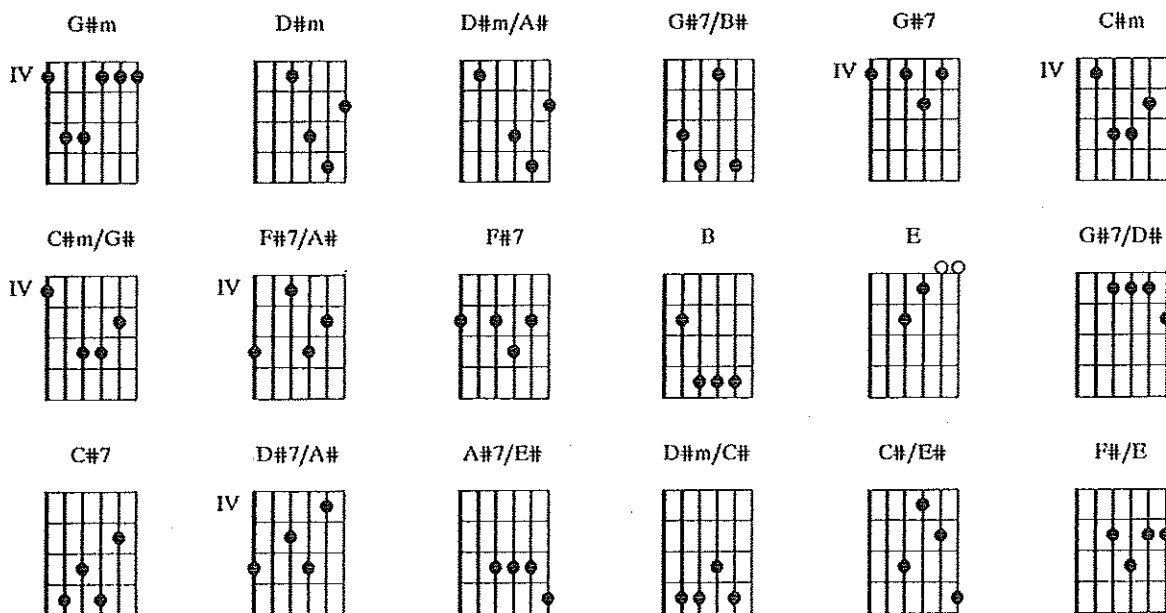 G#m D#m D#m/A# G#7/B# G#7 C#m
IV IV IV
C#m/G# F#7/A# F#7 B E G#7/D#
IV IV
C#7 D#7/A# A#7/E# D#m/C# C#/E# F#/E
IV